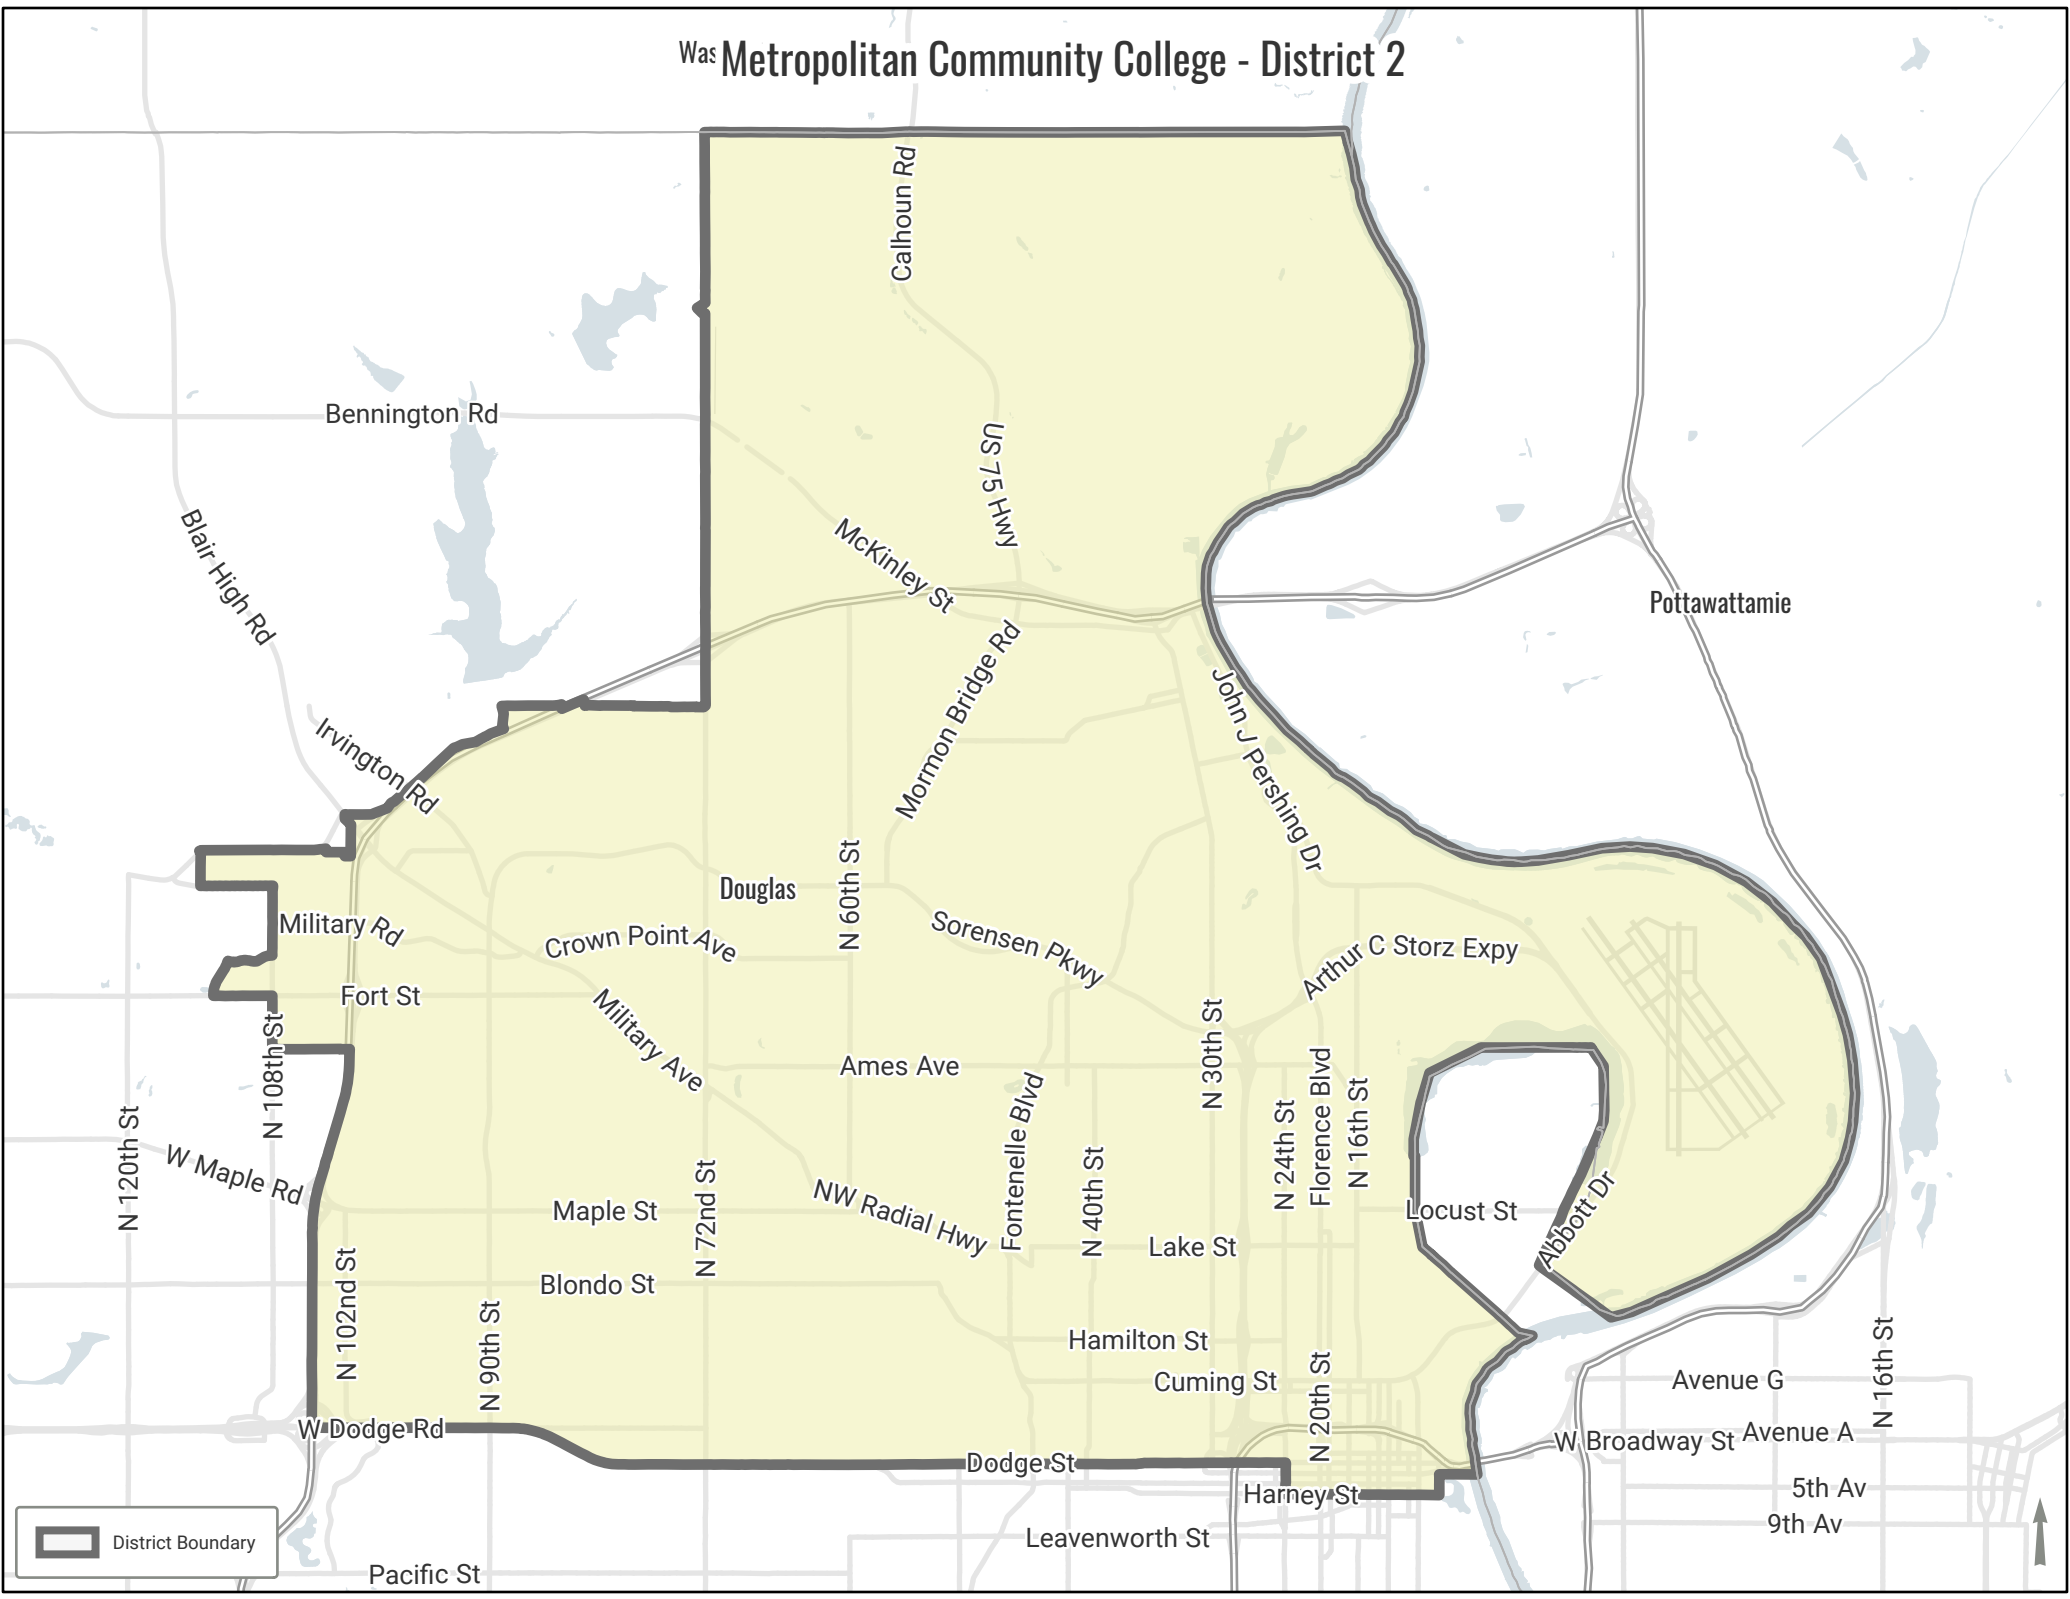 Was
Metropolitan Community College - District 2
Calhoun Rd
Bennington Rd
US 75 Hwy
Blair High Rd
McKinley St
Pottawattamie
Mormon Bridge Rd
Irvington Rd
John J Pershing Dr
Douglas
N 60th St
Military Rd
Crown Point Ave
Sorensen Pkwy
Arthur C Storz Expy
Fort St
Military Ave
N 108th St
Ames Ave
N 30th St
Fontenelle Blvd
N 24th St
Florence Blvd
N 16th St
N 120th St
W Maple Rd
N 72nd St
N 40th St
Maple St
NW Radial Hwy
Locust St
Abbott Dr
Lake St
Blondo St
N 102nd St
N 90th St
Hamilton St
Cuming St
N 20th St
Avenue G
N 16th St
W Dodge Rd
W Broadway St
Avenue A
Dodge St
Harney St
5th Av
9th Av
Leavenworth St
District Boundary
Pacific St